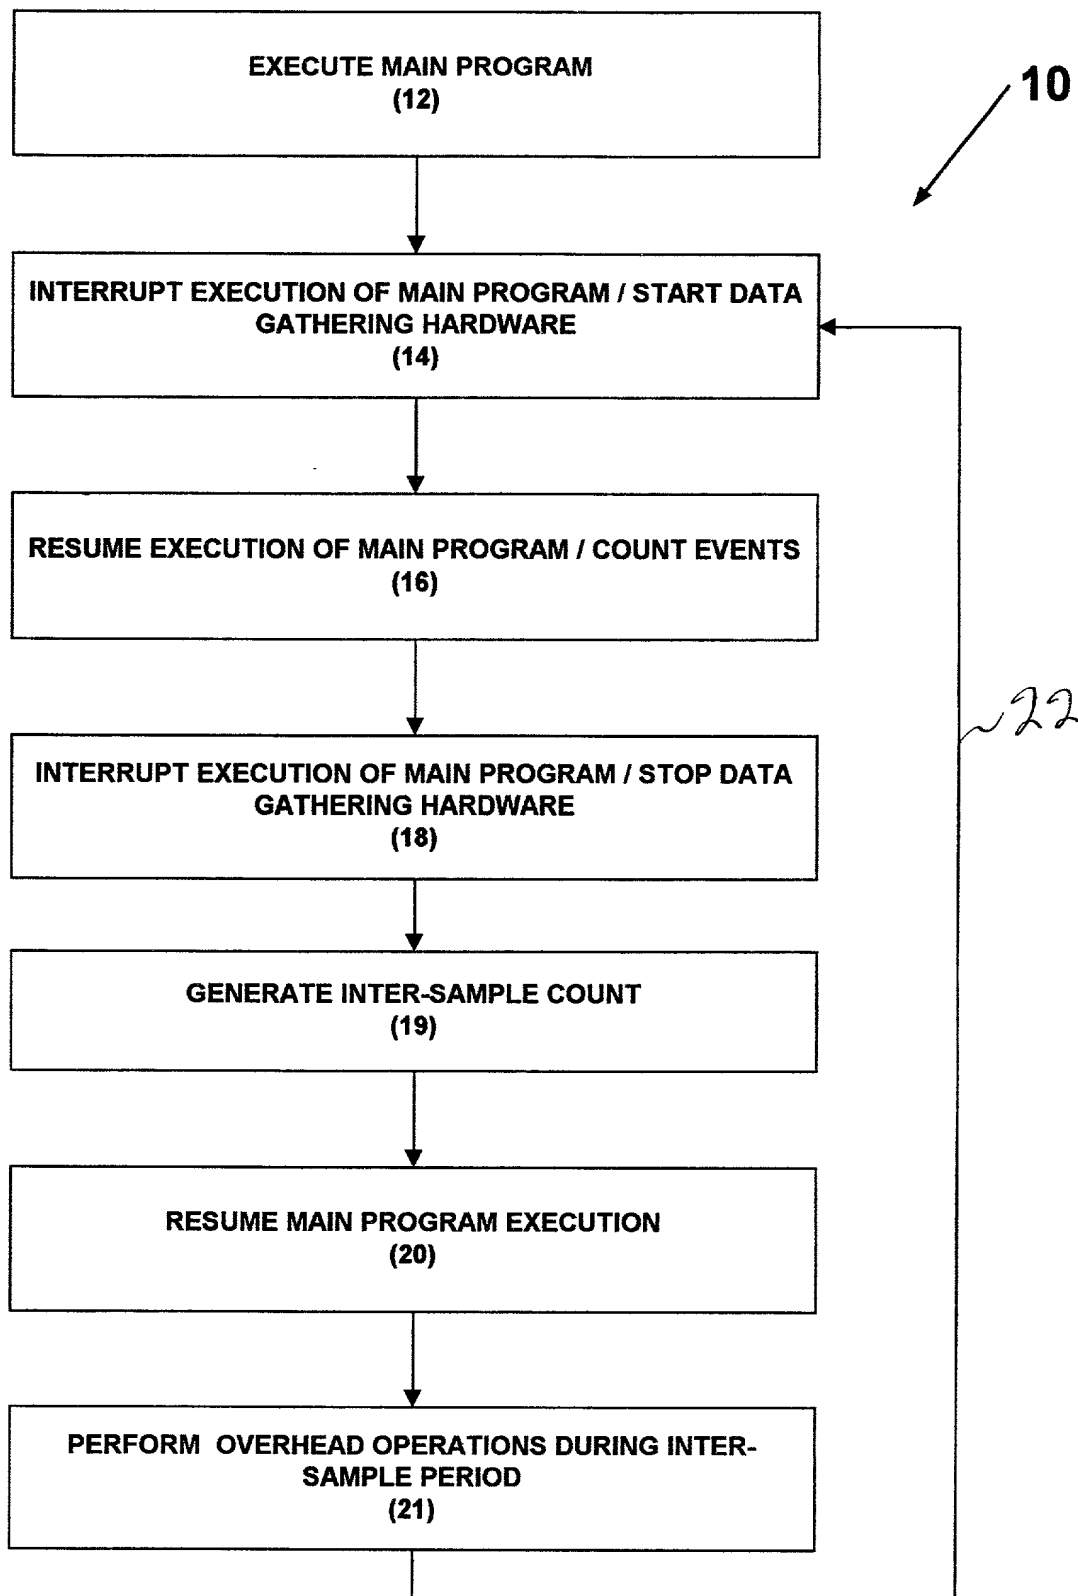 EXECUTE MAIN PROGRAM
(12)
10
INTERRUPT EXECUTION OF MAIN PROGRAM / START DATA
GATHERING HARDWARE
(14)
RESUME EXECUTION OF MAIN PROGRAM / COUNT EVENTS
(16)
22
INTERRUPT EXECUTION OF MAIN PROGRAM / STOP DATA
GATHERING HARDWARE
(18)
GENERATE INTER-SAMPLE COUNT
(19)
RESUME MAIN PROGRAM EXECUTION
(20)
PERFORM OVERHEAD OPERATIONS DURING INTER-
SAMPLE PERIOD
(21)